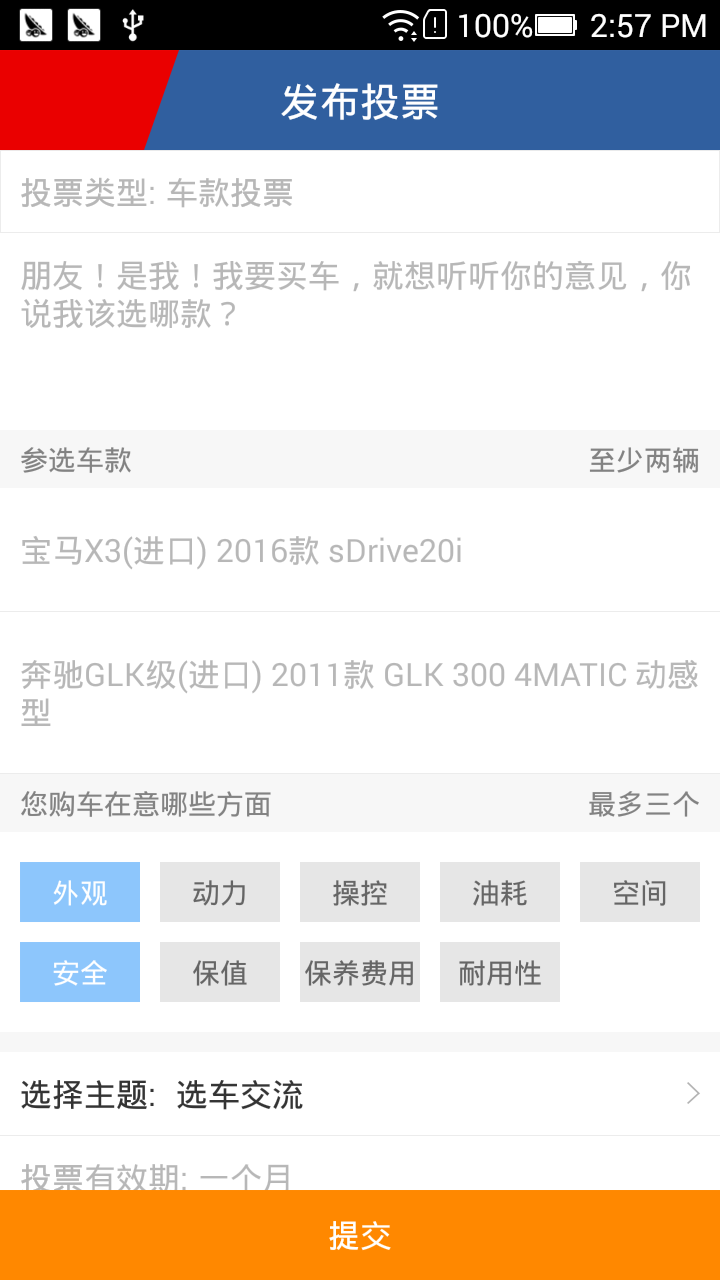 100% 2:57 PM
发布投票
投票类型: 车款投票
朋友！是我！我要买车，就想听听你的意见，你
说我该选哪款？
参选车款 至少两辆
宝马X3(进口) 2016款 sDrive20i
奔驰GLK级(进口) 2011款 GLK 300 4MATIC 动感
型
您购车在意哪些方面 最多三个
外观 动力 操控 油耗 空间
安全 保值 保养费用 耐用性
选择主题: 选车交流
投票有效期: 一个月
提交